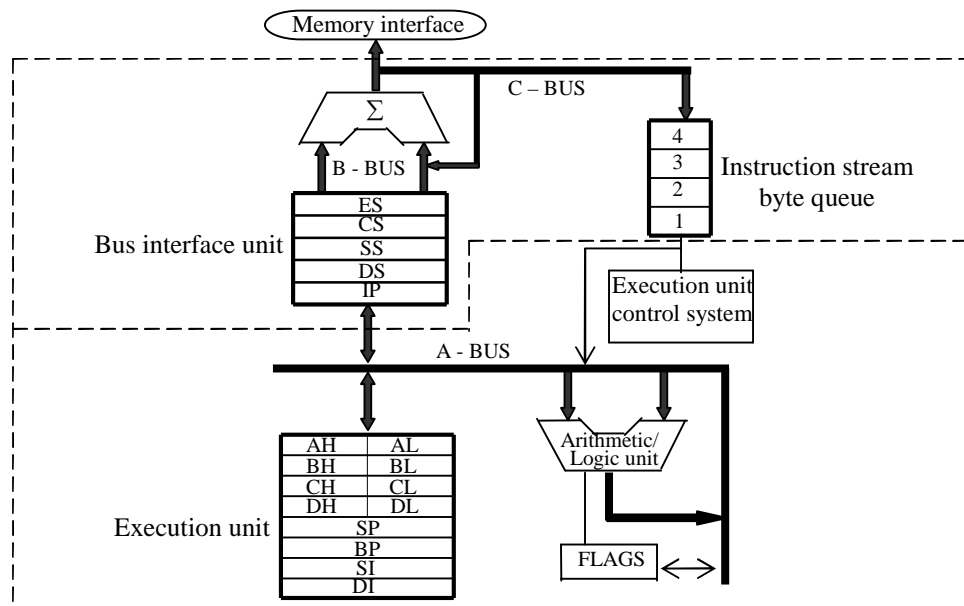 Memory interface
C – BUS
Σ
B - BUS
4
3
2
1
Instruction stream
byte queue
ES
CS
SS
DS
IP
Bus interface unit
Execution unit
control system
A - BUS
AH AL
BH BL
CH CL
DH DL
SP
BP
SI
DI
Execution unit
Arithmetic/
Logic unit
FLAGS